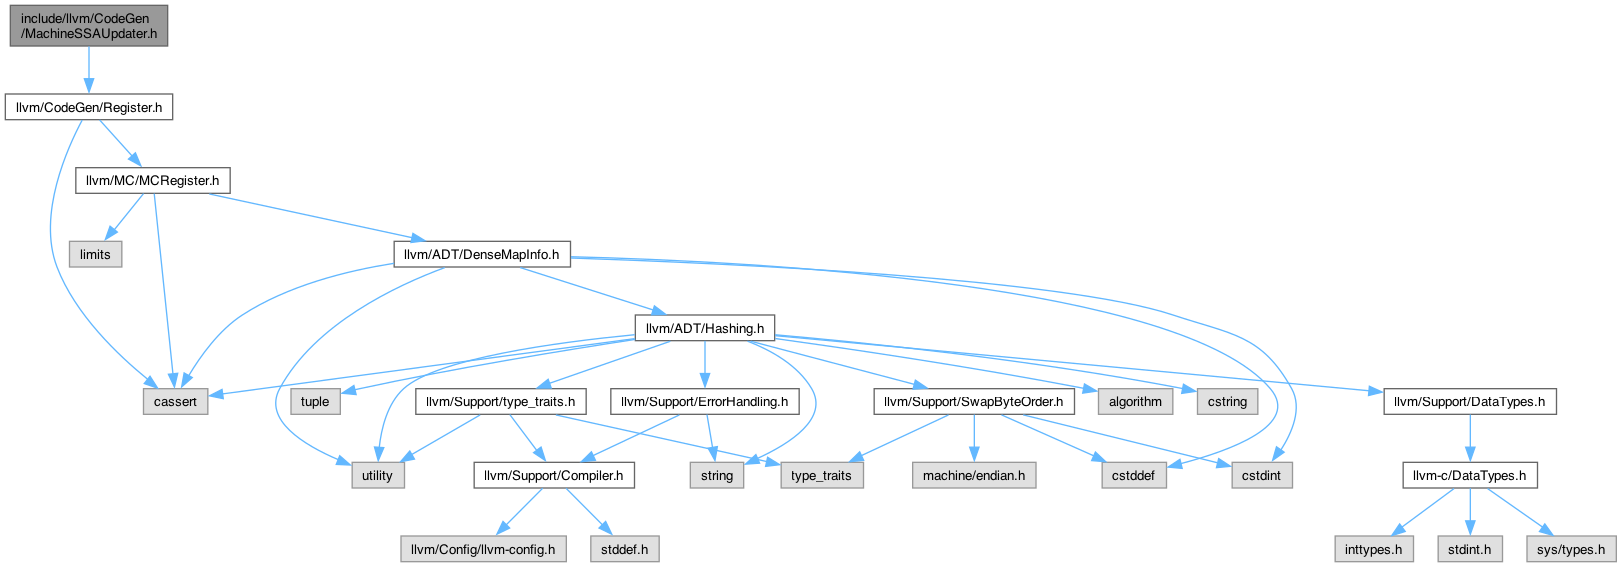 include/llvm/CodeGen
/MachineSSAUpdater.h
llvm/CodeGen/Register.h
llvm/MC/MCRegister.h
limits
llvm/ADT/DenseMapInfo.h
llvm/ADT/Hashing.h
cassert
tuple
llvm/Support/type_traits.h
llvm/Support/ErrorHandling.h
llvm/Support/SwapByteOrder.h
algorithm
cstring
llvm/Support/DataTypes.h
utility
llvm/Support/Compiler.h
string
type_traits
machine/endian.h
cstddef
cstdint
llvm-c/DataTypes.h
llvm/Config/llvm-config.h
stddef.h
inttypes.h
stdint.h
sys/types.h